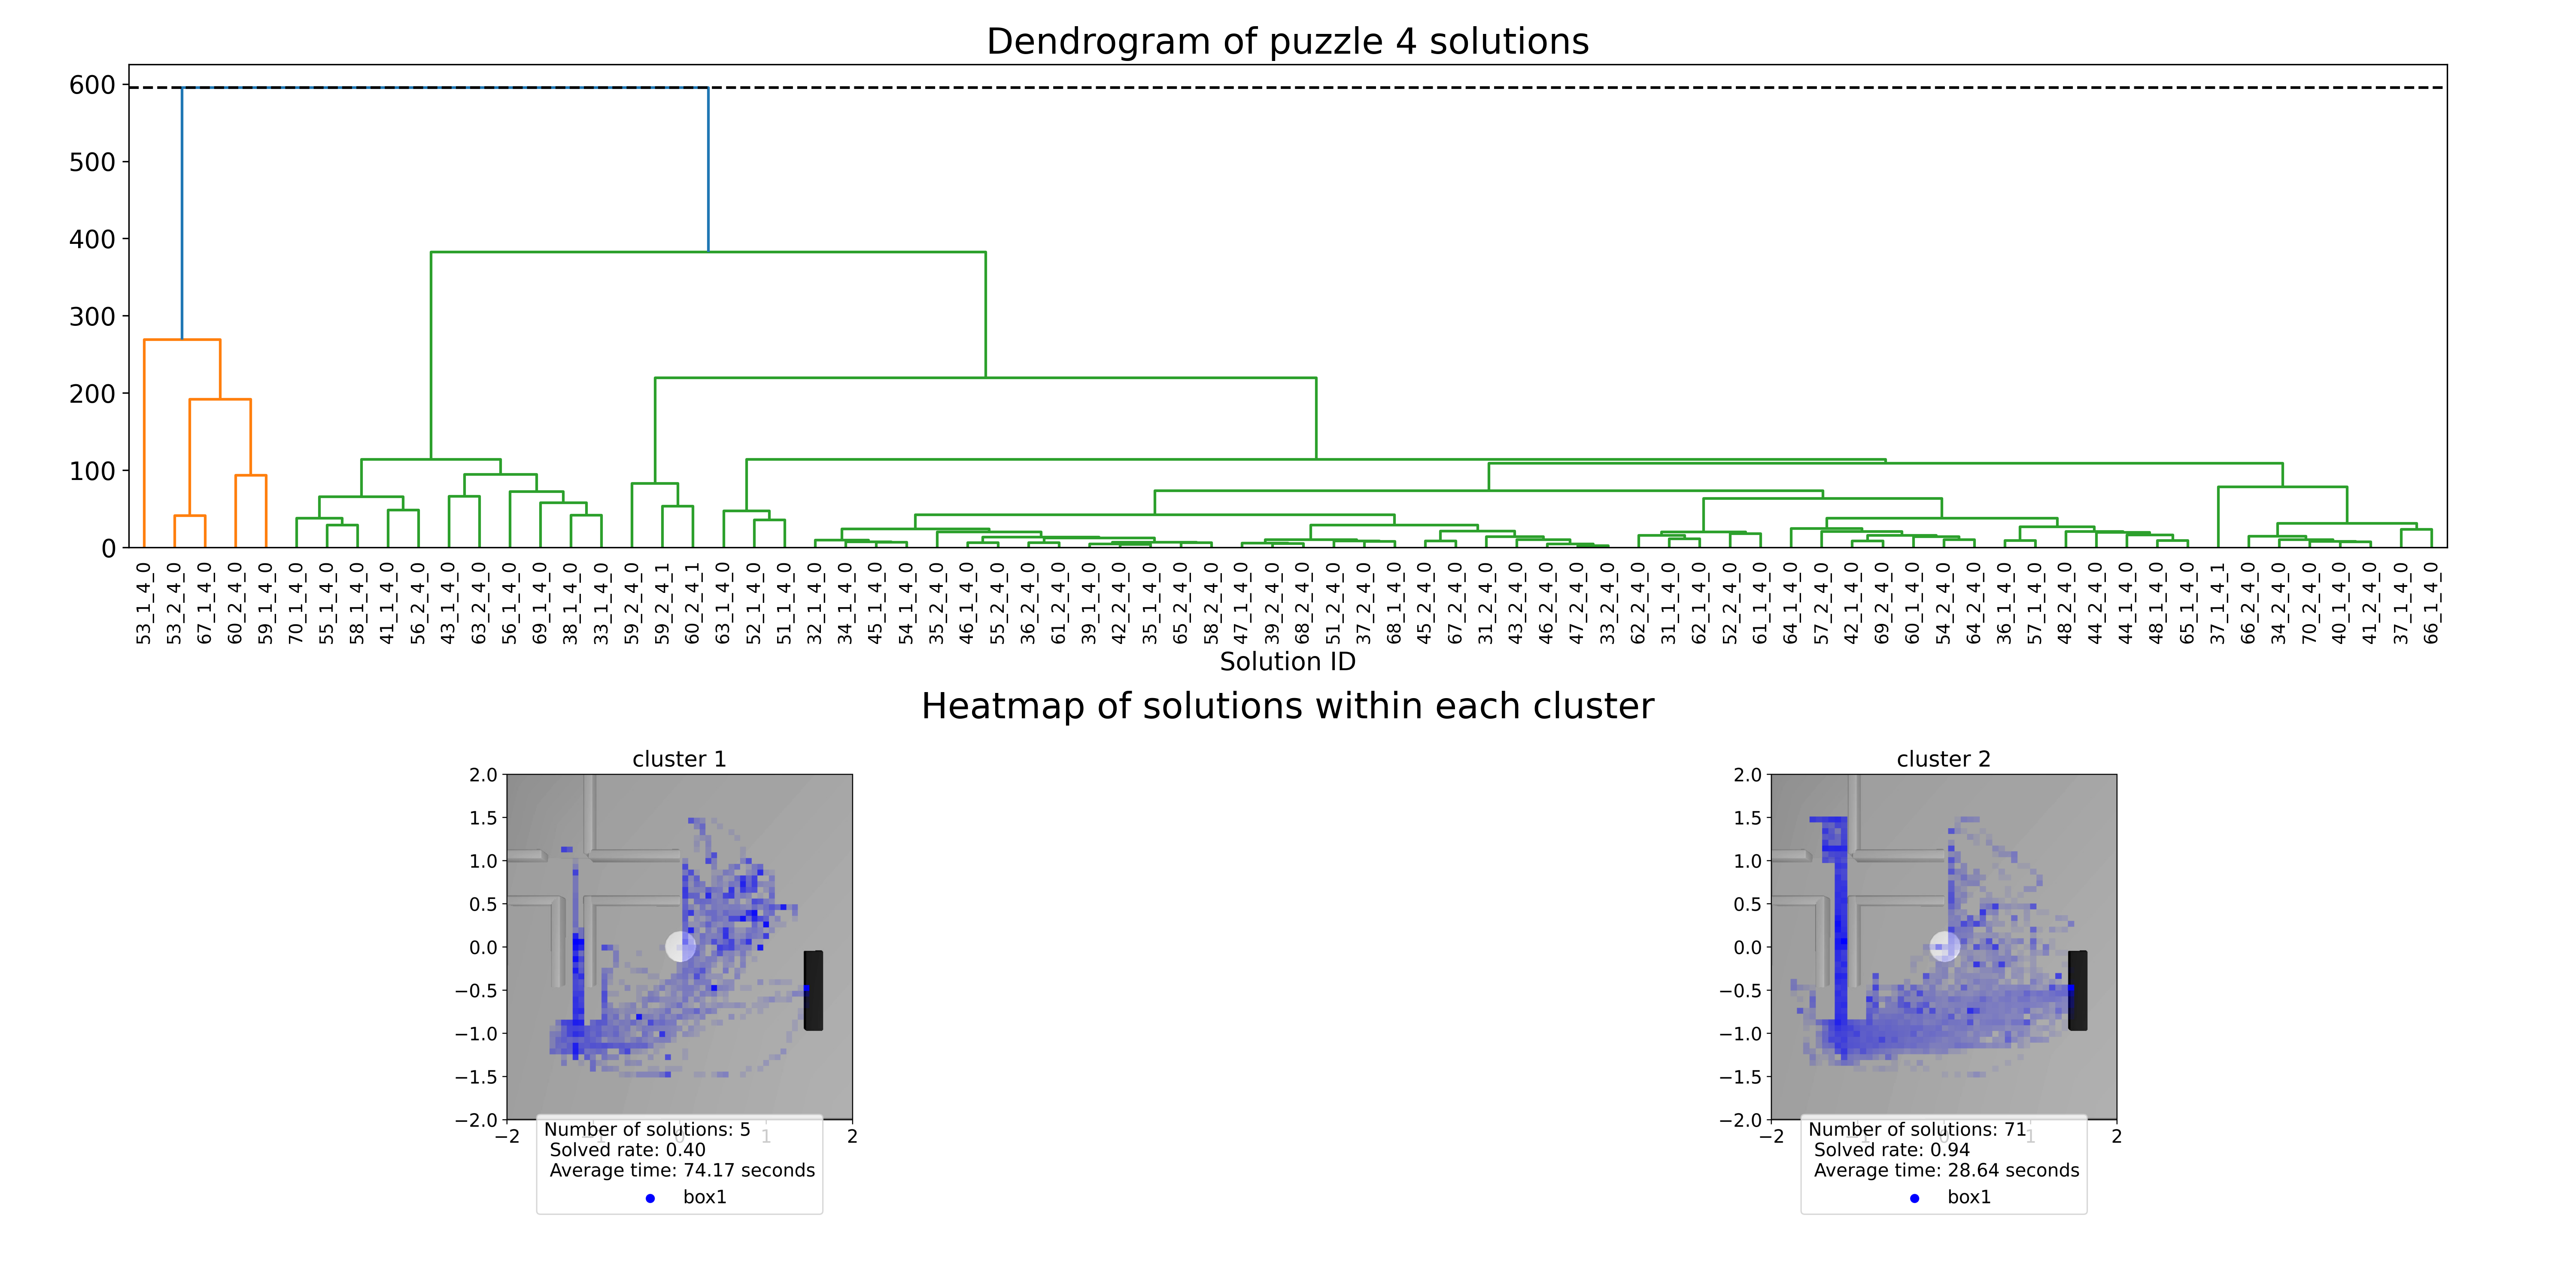 Dendrogram of puzzle 4 solutions
600
500
400
300
200
100
0
53_1_4_0 53_2_4_0 67_1_4_0 60_2_4_0 59_1_4_0 70_1_4_0 55_1_4_0 58_1_4_0 41_1_4_0 56_2_4_0 43_1_4_0 63_2_4_0 56_1_4_0 69_1_4_0 38_1_4_0 33_1_4_0 59_2_4_0 59_2_4_1 60_2_4_1 63_1_4_0 52_1_4_0 51_1_4_0 32_1_4_0 34_1_4_0 45_1_4_0 54_1_4_0 35_2_4_0 46_1_4_0 55_2_4_0 36_2_4_0 61_2_4_0 39_1_4_0 42_2_4_0 35_1_4_0 65_2_4_0 58_2_4_0 47_1_4_0 39_2_4_0 68_2_4_0 51_2_4_0 37_2_4_0 68_1_4_0 45_2_4_0 67_2_4_0 31_2_4_0 43_2_4_0 46_2_4_0 47_2_4_0 33_2_4_0 62_2_4_0 31_1_4_0 62_1_4_0 52_2_4_0 61_1_4_0 64_1_4_0 57_2_4_0 42_1_4_0 69_2_4_0 60_1_4_0 54_2_4_0 64_2_4_0 36_1_4_0 57_1_4_0 48_2_4_0 44_2_4_0 44_1_4_0 48_1_4_0 65_1_4_0 37_1_4_1 66_2_4_0 34_2_4_0 70_2_4_0 40_1_4_0 41_2_4_0 37_1_4_0 66_1_4_0
Solution ID
Heatmap of solutions within each cluster
cluster 1
2.0
1.5
1.0
0.5
0.0
−0.5
−1.0
−1.5
−2.0
−2 −1 0 1 2
Number of solutions: 5
Solved rate: 0.40
Average time: 74.17 seconds
box1
cluster 2
2.0
1.5
1.0
0.5
0.0
−0.5
−1.0
−1.5
−2.0
−2 −1 0 1 2
Number of solutions: 71
Solved rate: 0.94
Average time: 28.64 seconds
box1